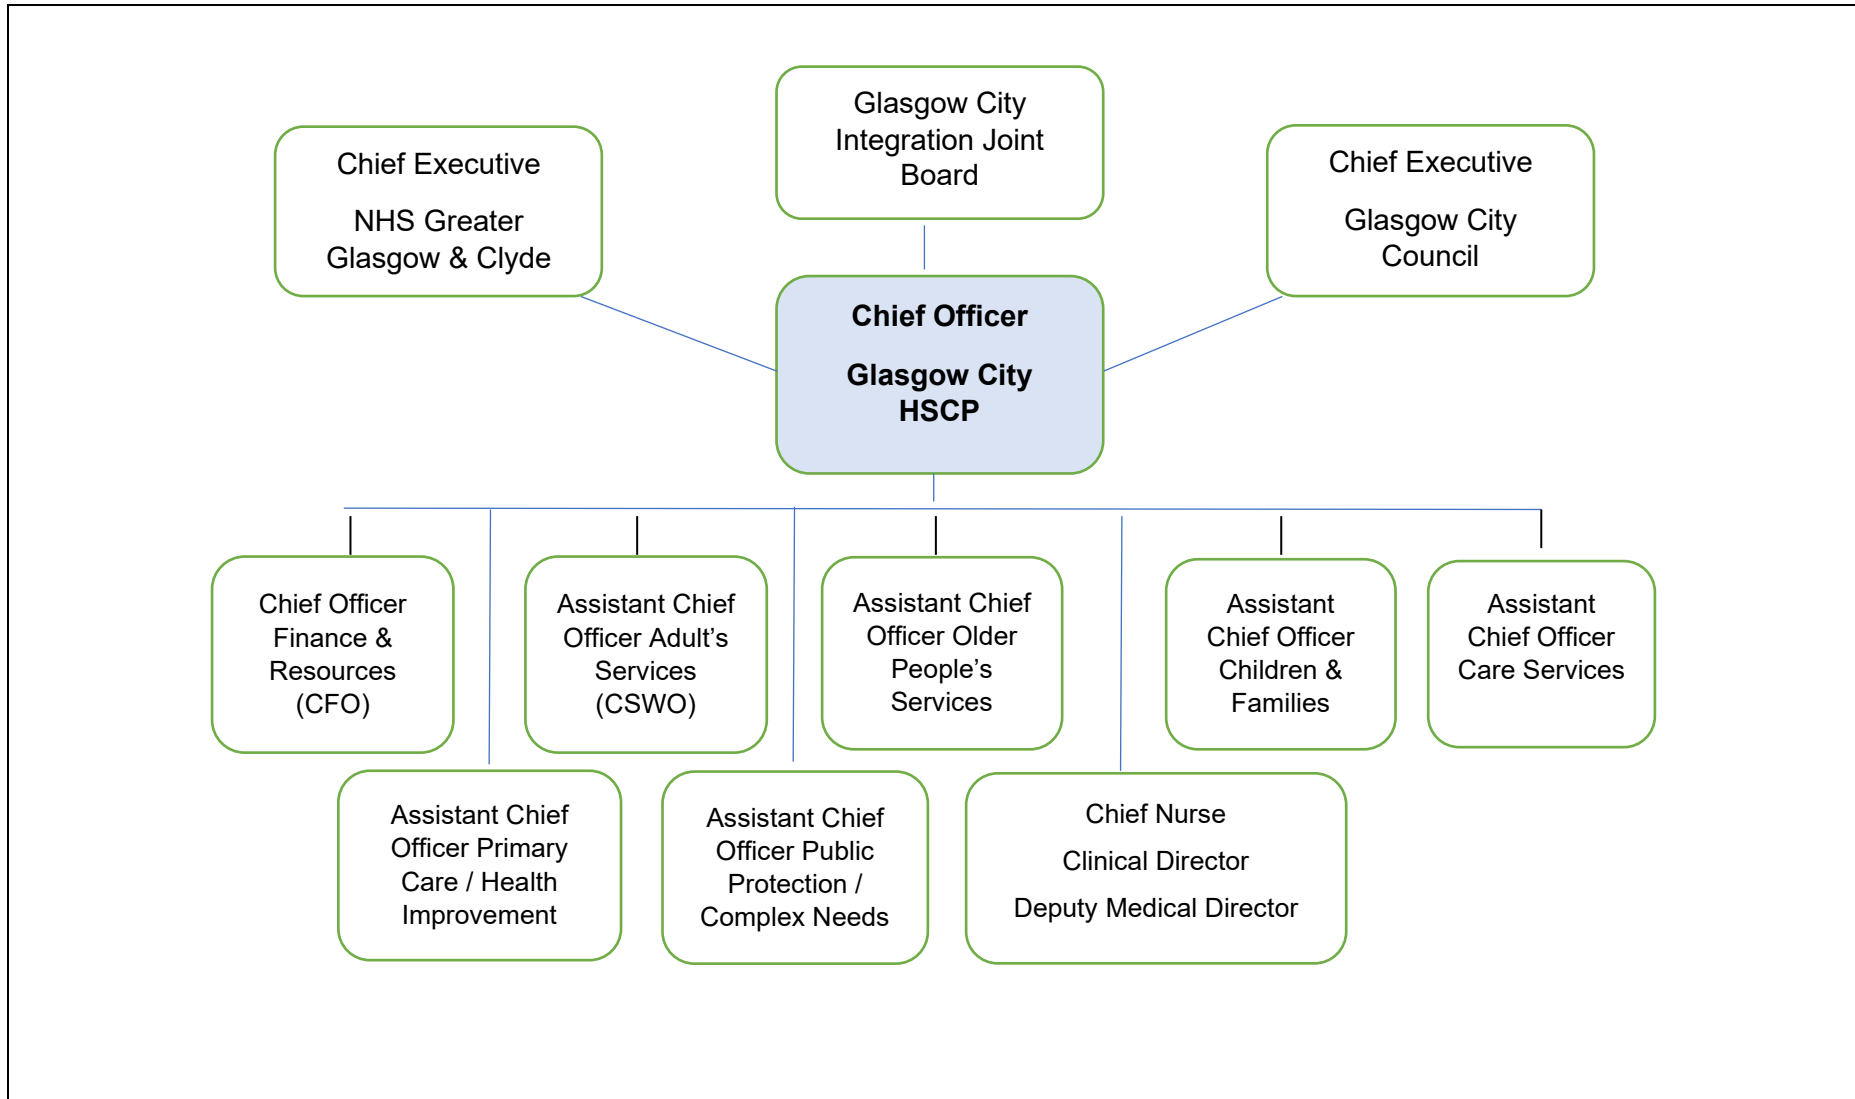 Glasgow City
Integration Joint
Board
Chief Executive
NHS Greater
Glasgow & Clyde
Chief Executive
Glasgow City
Council
Chief Officer
Glasgow City
HSCP
Chief Officer
Finance &
Resources
(CFO)
Assistant Chief
Officer Adult’s
Services
(CSWO)
Assistant Chief
Officer Older
People’s
Services
Assistant
Chief Officer
Children &
Families
Assistant
Chief Officer
Care Services
Assistant Chief
Officer Primary
Care / Health
Improvement
Assistant Chief
Officer Public
Protection /
Complex Needs
Chief Nurse
Clinical Director
Deputy Medical Director